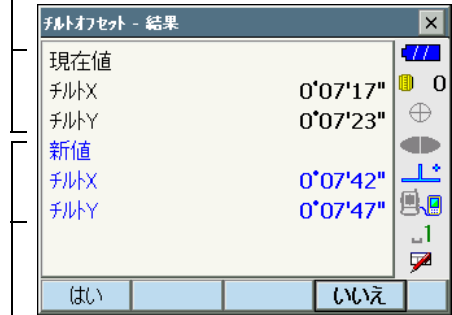 ﾁﾙﾄｵﾌｾｯﾄ - 結果
現在値
ﾁﾙﾄX 0°07'17"
ﾁﾙﾄY 0°07'23"
新値
ﾁﾙﾄX 0°07'42"
ﾁﾙﾄY 0°07'47"
0
1
はい いいえ